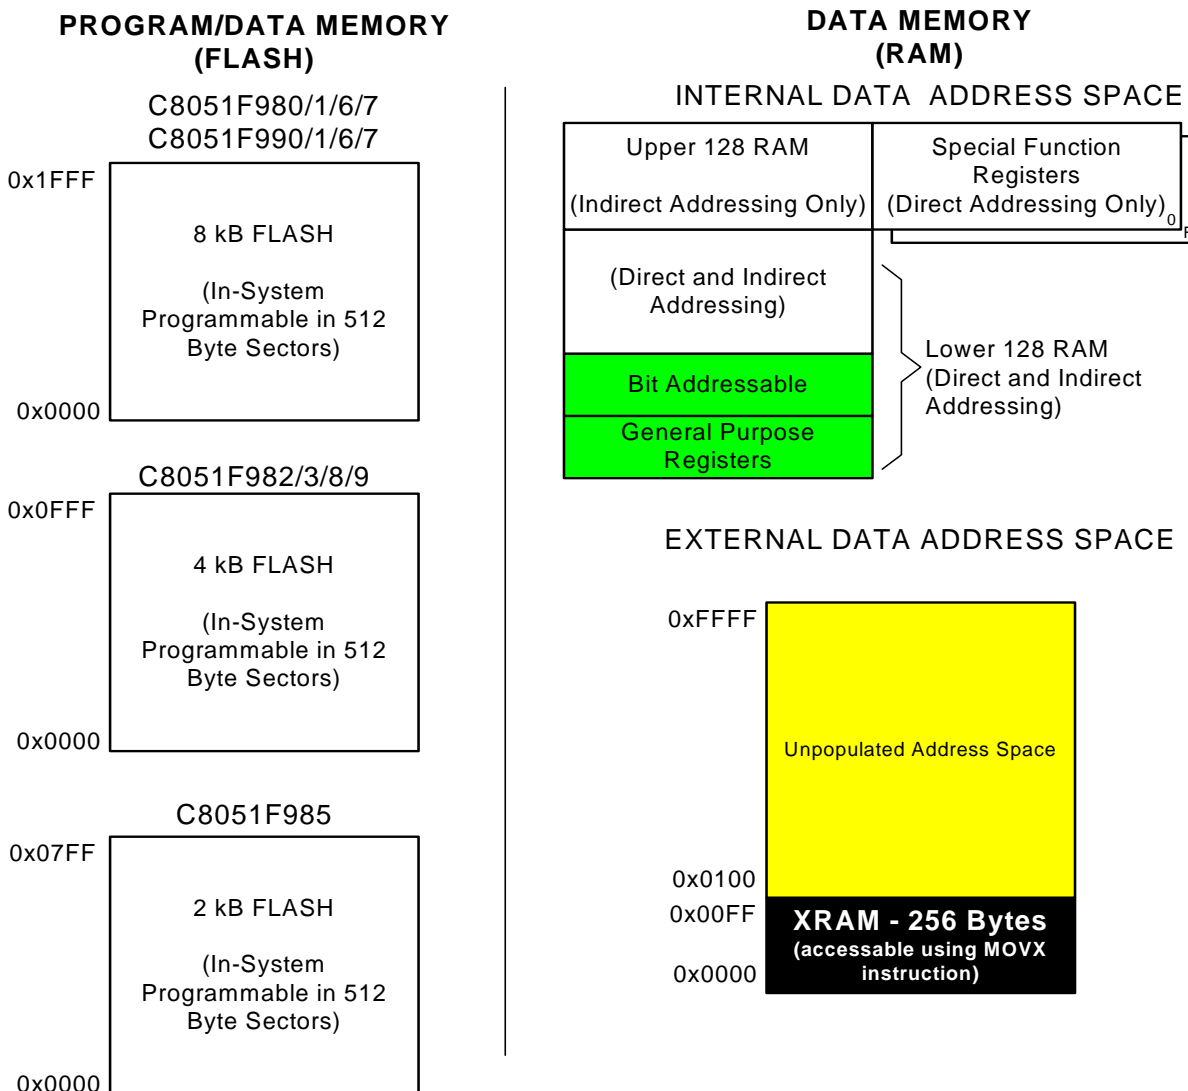 PROGRAM/DATA MEMORY
(FLASH)
C8051F980/1/6/7
C8051F990/1/6/7
0x1FFF
8 kB FLASH
(In-System
Programmable in 512
Byte Sectors)
0x0000
C8051F982/3/8/9
0x0FFF
4 kB FLASH
(In-System
Programmable in 512
Byte Sectors)
0x0000
C8051F985
0x07FF
2 kB FLASH
(In-System
Programmable in 512
Byte Sectors)
0x0000
DATA MEMORY
(RAM)
INTERNAL DATA ADDRESS SPACE
Upper 128 RAM
(Indirect Addressing Only)
Special Function
Registers
(Direct Addressing Only)
0
(Direct and Indirect
Addressing)
Bit Addressable
General Purpose
Registers
Lower 128 RAM
(Direct and Indirect
Addressing)
EXTERNAL DATA ADDRESS SPACE
0xFFFF
Unpopulated Address Space
0x0100
0x00FF
XRAM - 256 Bytes
(accessable using MOVX
instruction)
0x0000